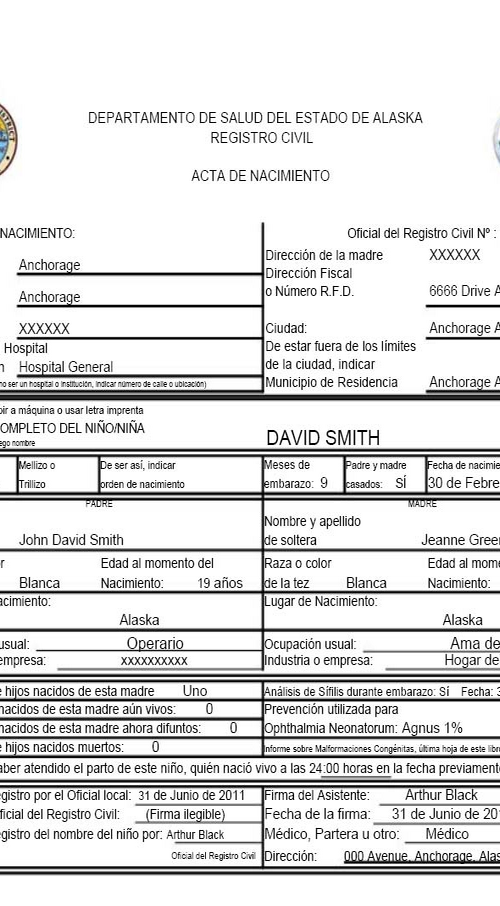 DEPARTAMENTO DE SALUD DEL ESTADO DE ALASKA
REGISTRO CIVIL
ACTA DE NACIMIENTO
NACIMIENTO:
Oficial del Registro Civil Nº :
Anchorage
Dirección de la madre XXXXXX
Dirección Fiscal
Anchorage
o Número R.F.D. 6666 Drive A
XXXXXX
Ciudad: Anchorage A
Hospital
De estar fuera de los límites
Hospital General
de la ciudad, indicar
no ser un hospital o institución, indicar número de calle o ubicación)
Municipio de Residencia Anchorage A
bir a máquina o usar letra imprenta
OMPLETO DEL NIÑO/NIÑA
DAVID SMITH
ego nombre
Mellizo o
Trillizo
De ser así, indicar
orden de nacimiento
Meses de
embarazo: 9
Padre y madre
casados: SÍ
Fecha de nacimie
30 de Febre
PADRE
MADRE
John David Smith
Nombre y apellido
de soltera Jeanne Green
Blanca
Edad al momento del
Nacimiento: 19 años
Raza o color
de la tez Blanca
Edad al mome
Nacimiento:
acimiento:
Alaska
Lugar de Nacimiento:
Alaska
usual: Operario
Ocupación usual: Ama de
empresa: xxxxxxxxxx
Industria o empresa: Hogar de
e hijos nacidos de esta madre Uno
Análisis de Sífilis durante embarazo: Sí Fecha: 3
nacidos de esta madre aún vivos: 0
Prevención utilizada para
nacidos de esta madre ahora difuntos: 0
Ophthalmia Neonatorum: Agnus 1%
e hijos nacidos muertos: 0
Informe sobre Malformaciones Congénitas, última hoja de este libro
aber atendido el parto de este niño, quién nació vivo a las 24:00 horas en la fecha previamente
egistro por el Oficial local: 31 de Junio de 2011
Firma del Asistente: Arthur Black
ficial del Registro Civil: (Firma ilegible)
Fecha de la firma: 31 de Junio de 201
egistro del nombre del niño por: Arthur Black
Médico, Partera u otro: Médico
Oficial del Registro Civil
Dirección: 000 Avenue, Anchorage, Alas